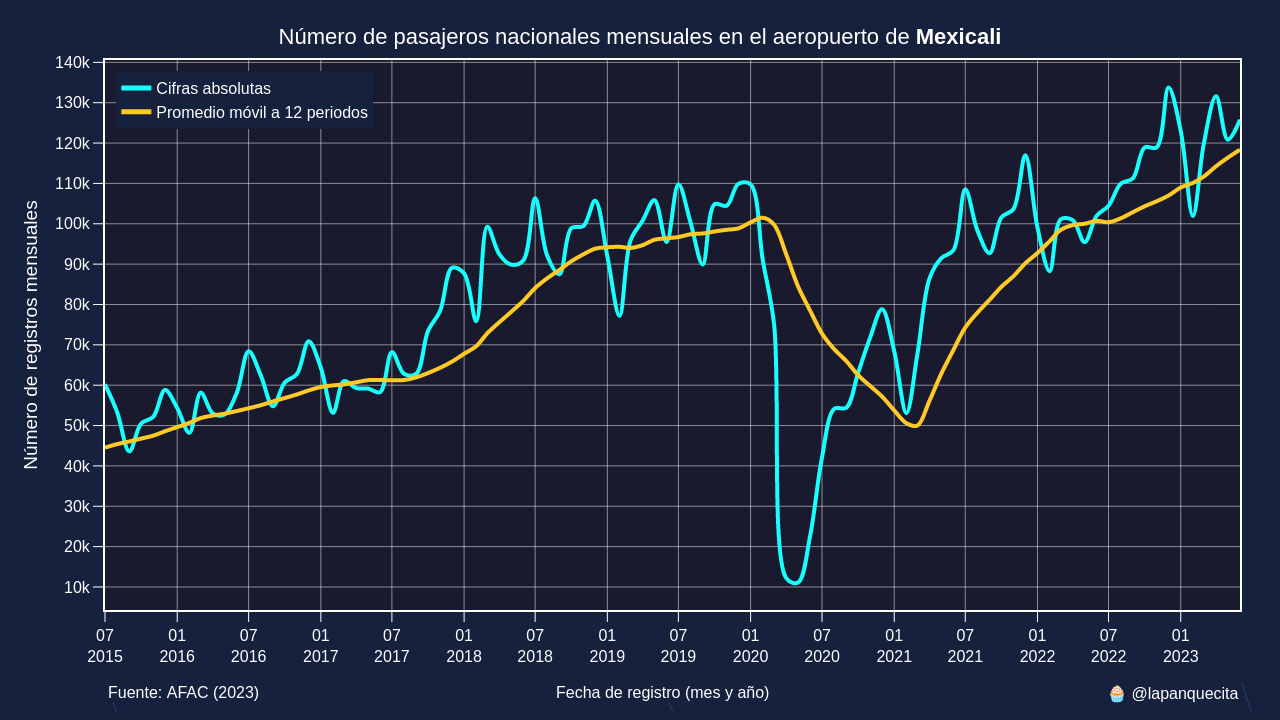 Número de pasajeros nacionales mensuales en el aeropuerto de Mexicali
Cifras absolutas
Promedio móvil a 12 periodos
Número de registros mensuales
140k
130k
120k
110k
100k
90k
80k
70k
60k
50k
40k
30k
20k
10k
07 01 07 01 07 01 07 01 07 01 07 01 07 01 07 01
2015 2016 2016 2017 2017 2018 2018 2019 2019 2020 2020 2021 2021 2022 2022 2023
Fuente: AFAC (2023) Fecha de registro (mes y año) 🧁 @lapanquecita